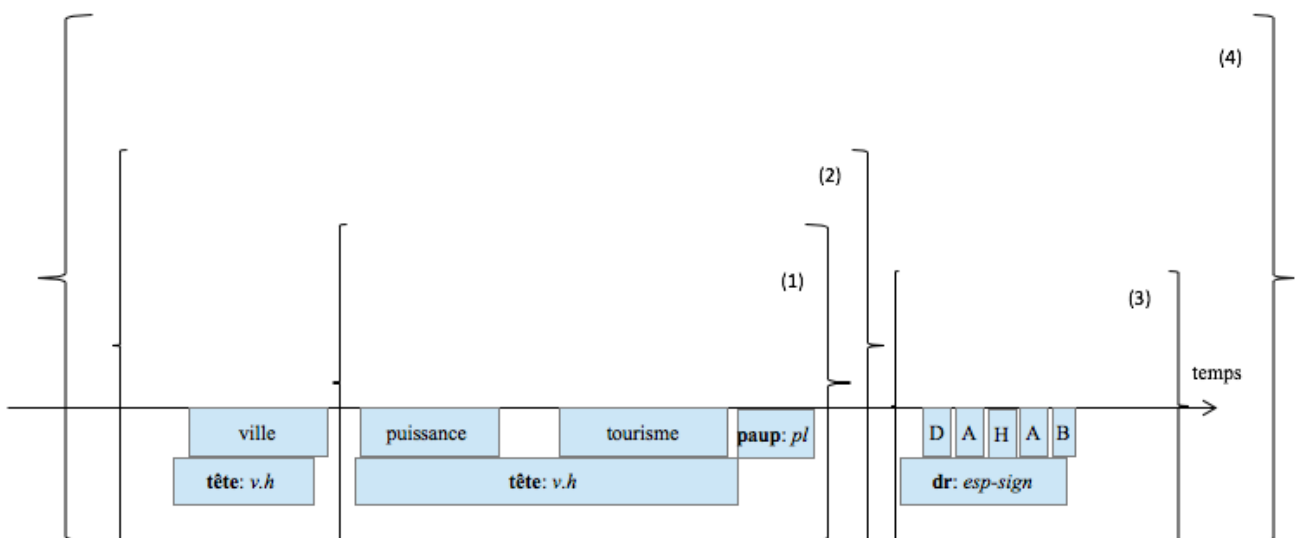 (4)
(2)
(1)
(3)
temps
ville puissance tourisme paup: pl D A H A B
tête: v.h tête: v.h dr: esp-sign